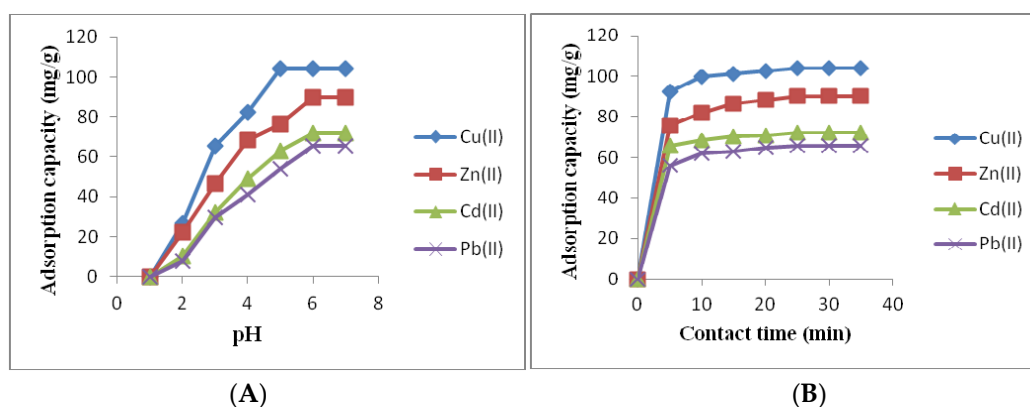 Adsorption capacity (mg/g)
120
100
80
60
40
20
0
0
2
4
6
8
pH
Cu(II)
Zn(II)
Cd(II)
Pb(II)
(A)
Adsorption capacity (mg/g)
120
100
80
60
40
20
0
0
10
20
30
40
Contact time (min)
Cu(II)
Zn(II)
Cd(II)
Pb(II)
(B)